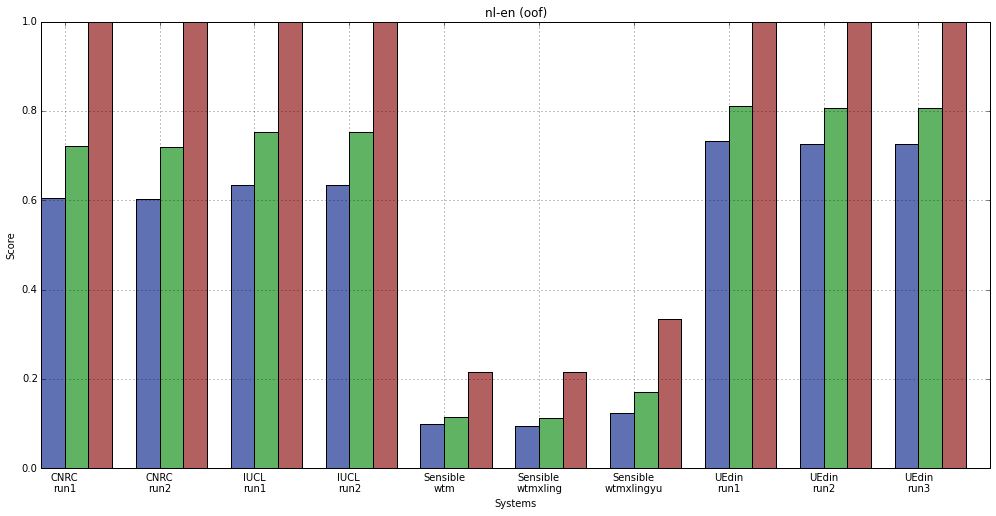 nl-en (oof)
1.0
0.8
0.6
0.4
0.2
0.0
Score
CNRC CNRC IUCL IUCL Sensible Sensible Sensible UEdin UEdin UEdin
run1 run2 run1 run2 wtm wtmxling wtmxlingyu run1 run2 run3
Systems